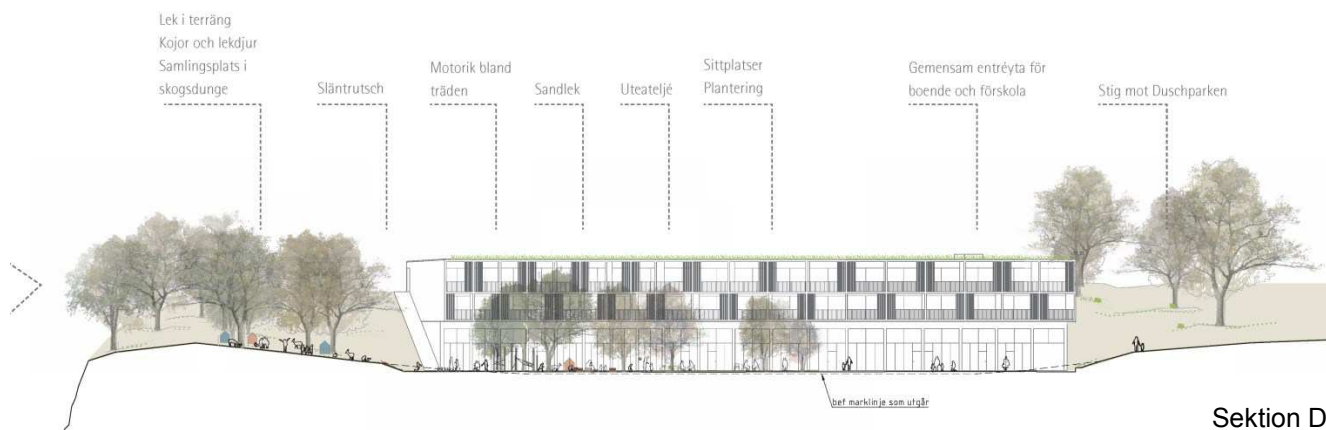 Lek i terräng
Kojor och lekdjur
Samlingsplats i
skogsdunge
Släntrutsch
Motorik bland
träden
Sandlek
Uteateljé
Sittplatser
Plantering
Gemensam entréyta för
boende och förskola
Stig mot Duschparken
bef marklinje som utgår
Sektion D